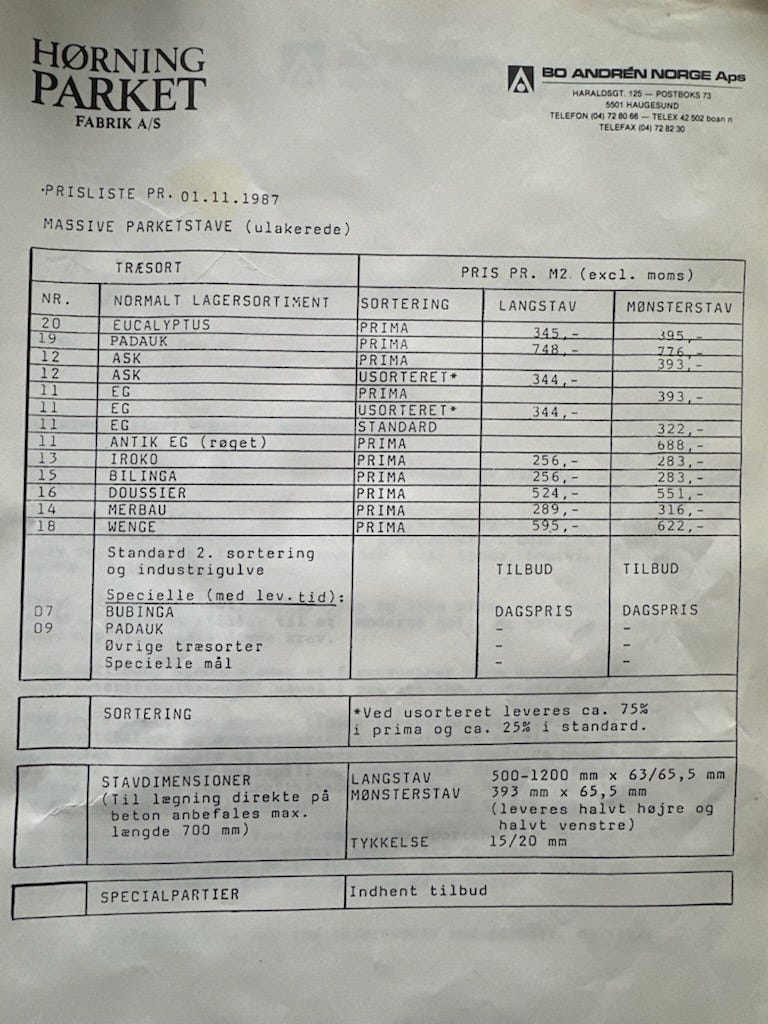 HØRNING
PARKET
FABRIK A/S
BO ANDRÉN NORGE Aps
HARALDSGT. 125 — POSTBOKS 73
5501 HAUGESUND
TELEFON (04) 72 80 66 — TELEX 42 502 boan n
TELEFAX (04) 72 82 30
PRISLISTE PR. 01.11.1987
MASSIVE PARKETSTAVE (ulakerede)
TRÆSORT PRIS PR. M2 (excl. moms)
NR. NORMALT LAGERSORTIMENT SORTERING LANGSTAV MØNSTERSTAV
20 EUCALYPTUS PRIMA 345,- 395,-
19 PADAUK PRIMA 748,- 776,-
12 ASK PRIMA 393,-
12 ASK USORTERET* 344,-
11 EG PRIMA 393,-
11 EG USORTERET* 344,-
11 EG STANDARD 322,-
11 ANTIK EG (røget) PRIMA 688,-
13 IROKO PRIMA 256,- 283,-
15 BILINGA PRIMA 256,- 283,-
16 DOUSSIER PRIMA 524,- 551,-
14 MERBAU PRIMA 289,- 316,-
18 WENGE PRIMA 595,- 622,-
Standard 2. sortering
og industrigulve TILBUD TILBUD
Specielle (med lev.tid):
07 BUBINGA DAGSPRIS DAGSPRIS
09 PADAUK - -
Øvrige træsorter - -
Specielle mål - -
SORTERING *Ved usorteret leveres ca. 75%
i prima og ca. 25% i standard.
STAVDIMENSIONER LANGSTAV 500-1200 mm x 63/65,5 mm
(Til lægning direkte på MØNSTERSTAV 393 mm x 65,5 mm
beton anbefales max. (leveres halvt højre og
længde 700 mm) halvt venstre)
TYKKELSE 15/20 mm
SPECIALPARTIER Indhent tilbud